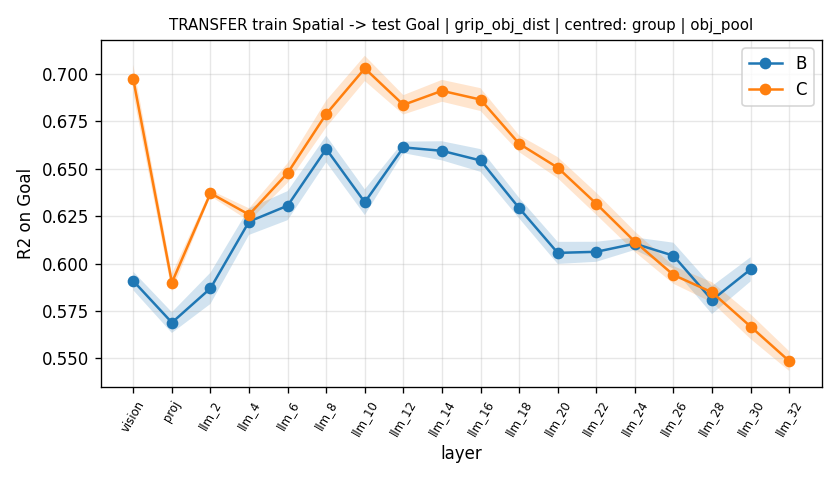 TRANSFER train Spatial -> test Goal | grip_obj_dist | centred: group | obj_pool
B
C
R2 on Goal
0.700
0.675
0.650
0.625
0.600
0.575
0.550
vision
proj
llm_2
llm_4
llm_6
llm_8
llm_10
llm_12
llm_14
llm_16
llm_18
llm_20
llm_22
llm_24
llm_26
llm_28
llm_30
llm_32
layer